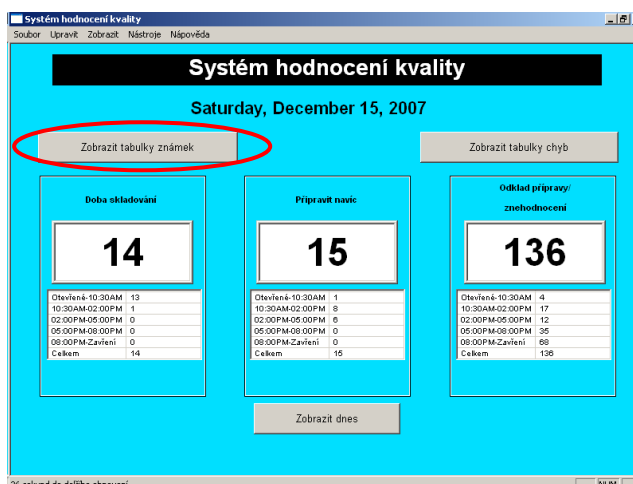 Systém hodnocení kvality
Soubor Upravit Zobrazit Nástroje Nápověda
Systém hodnocení kvality
Saturday, December 15, 2007
Zobrazit tabulky známek
Zobrazit tabulky chyb
Doba skladování
14
Otevřené-10:30AM 13
10:30AM-02:00PM 1
02:00PM-05:00PM 0
05:00PM-08:00PM 0
08:00PM-Zavření 0
Celkem 14
Připravit navíc
15
Otevřené-10:30AM 1
10:30AM-02:00PM 8
02:00PM-05:00PM 6
05:00PM-08:00PM 0
08:00PM-Zavření 0
Celkem 15
Odklad přípravy/
znehodnocení
136
Otevřené-10:30AM 4
10:30AM-02:00PM 17
02:00PM-05:00PM 12
05:00PM-08:00PM 35
08:00PM-Zavření 68
Celkem 136
Zobrazit dnes
NUM